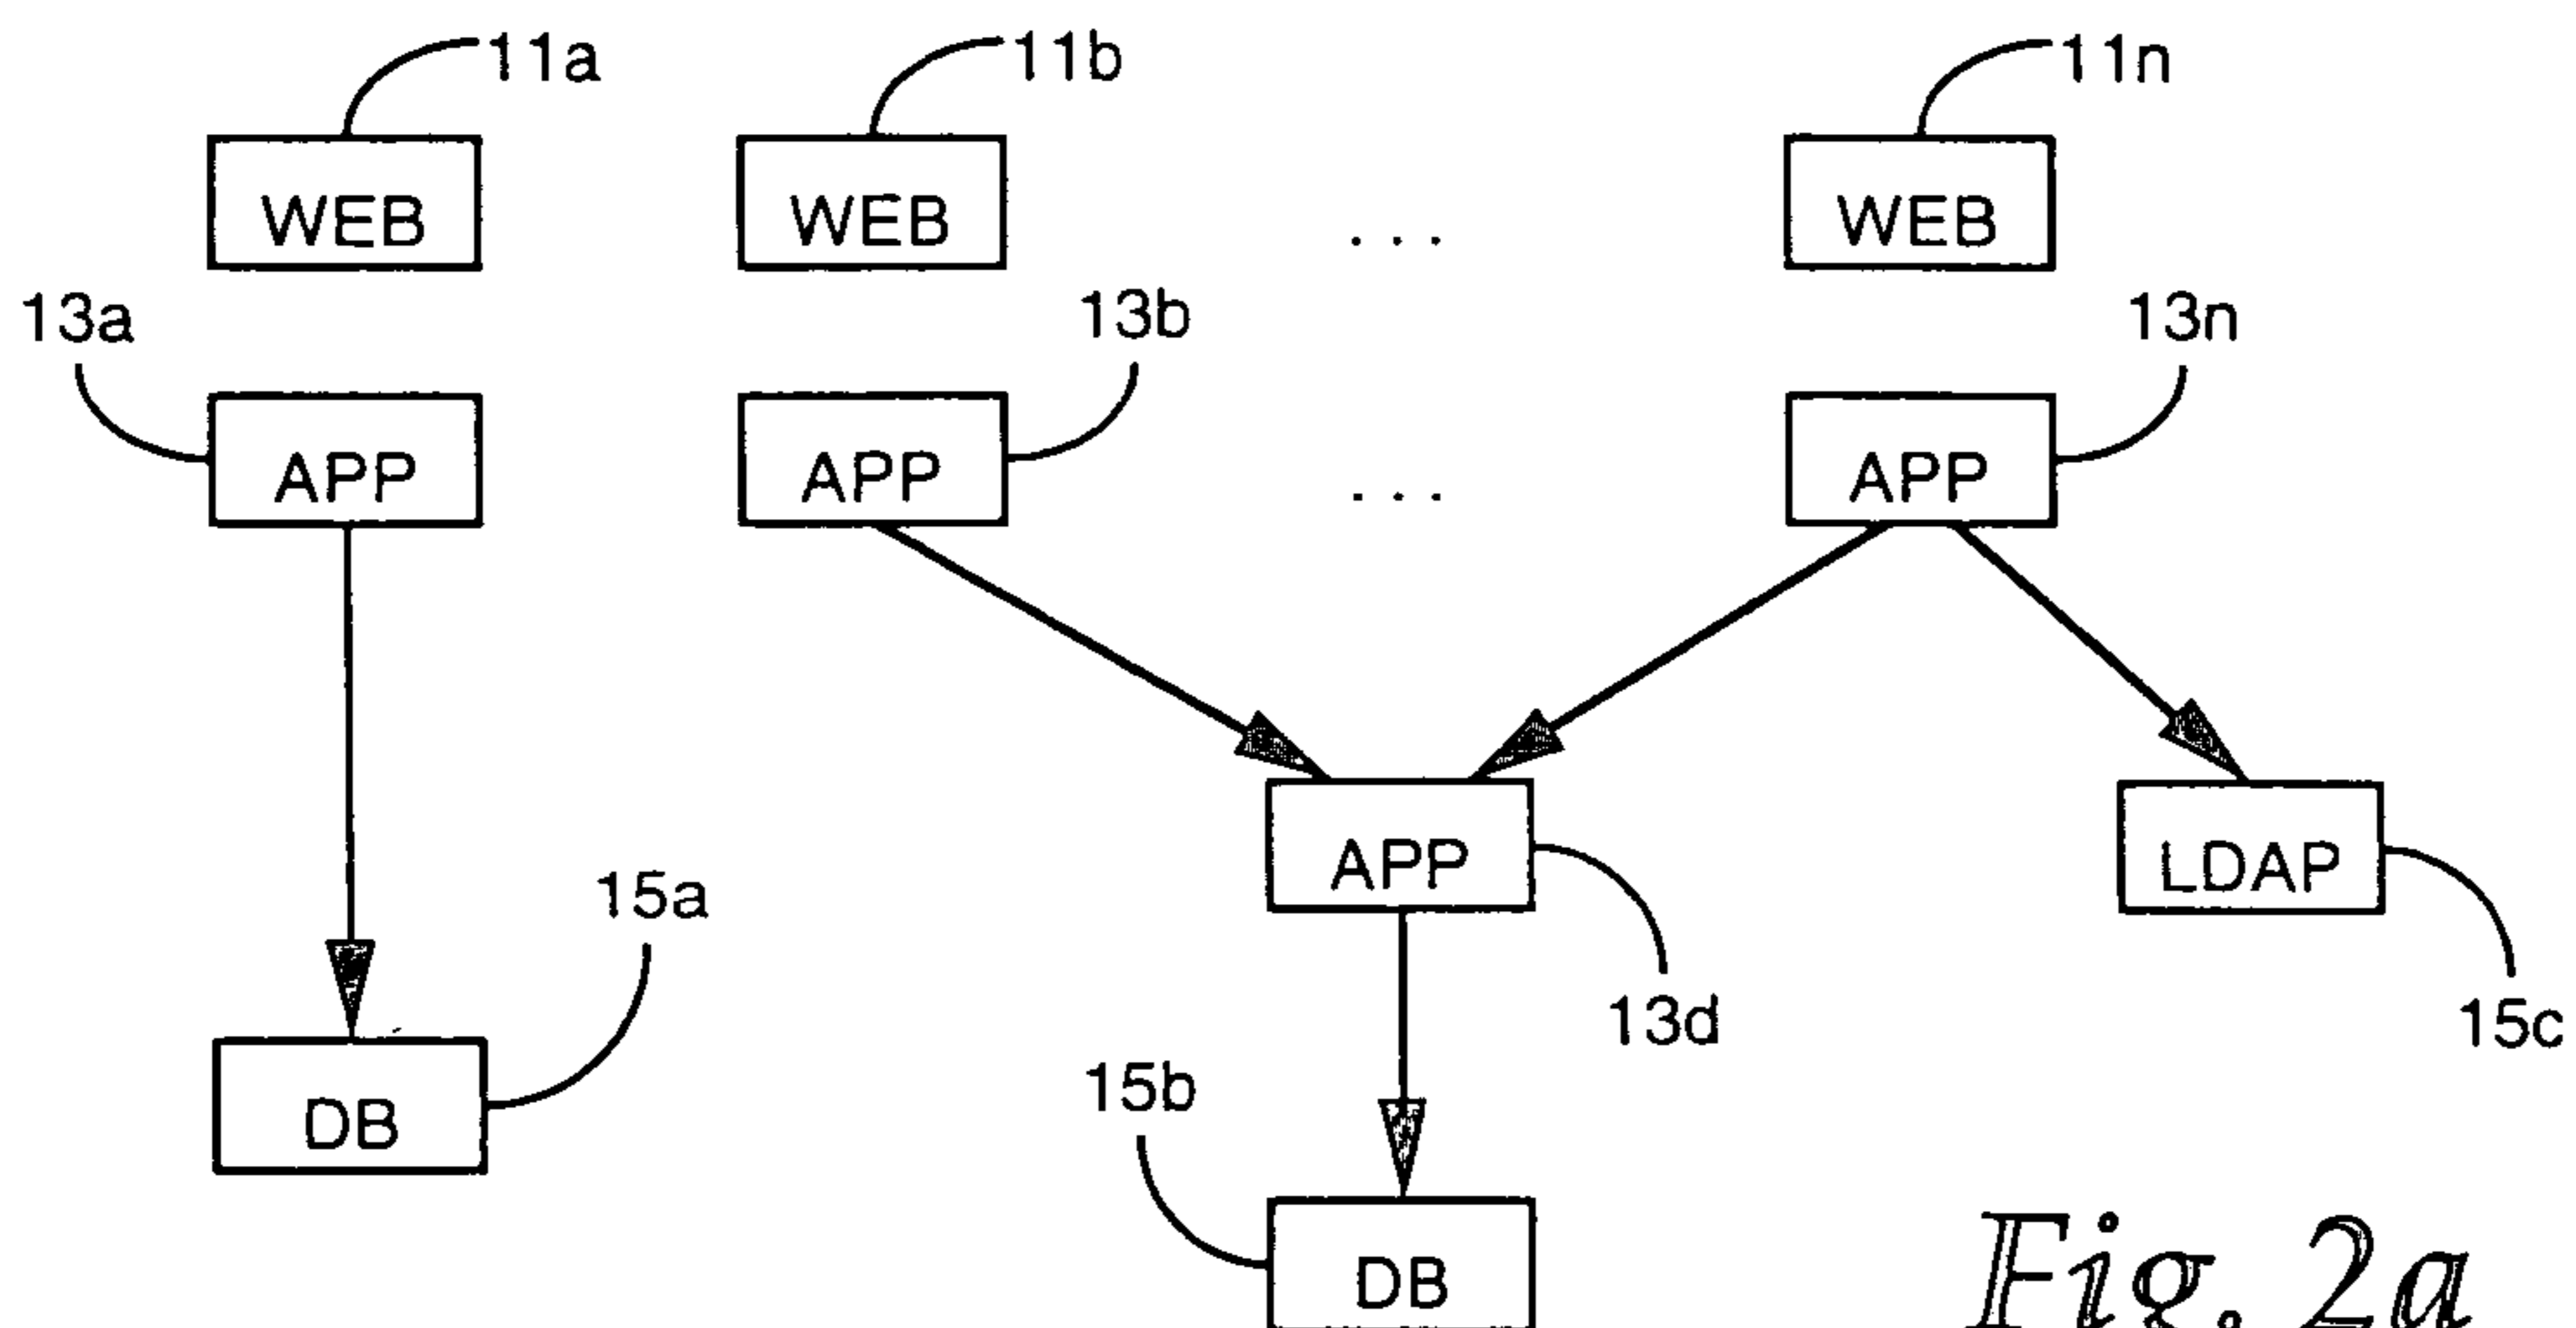 11a 11b 11n
WEB WEB ... WEB
13a 13b 13n
APP APP ... APP
APP LDAP
15a
13d 15c
DB
15b
DB
Fig. 2a